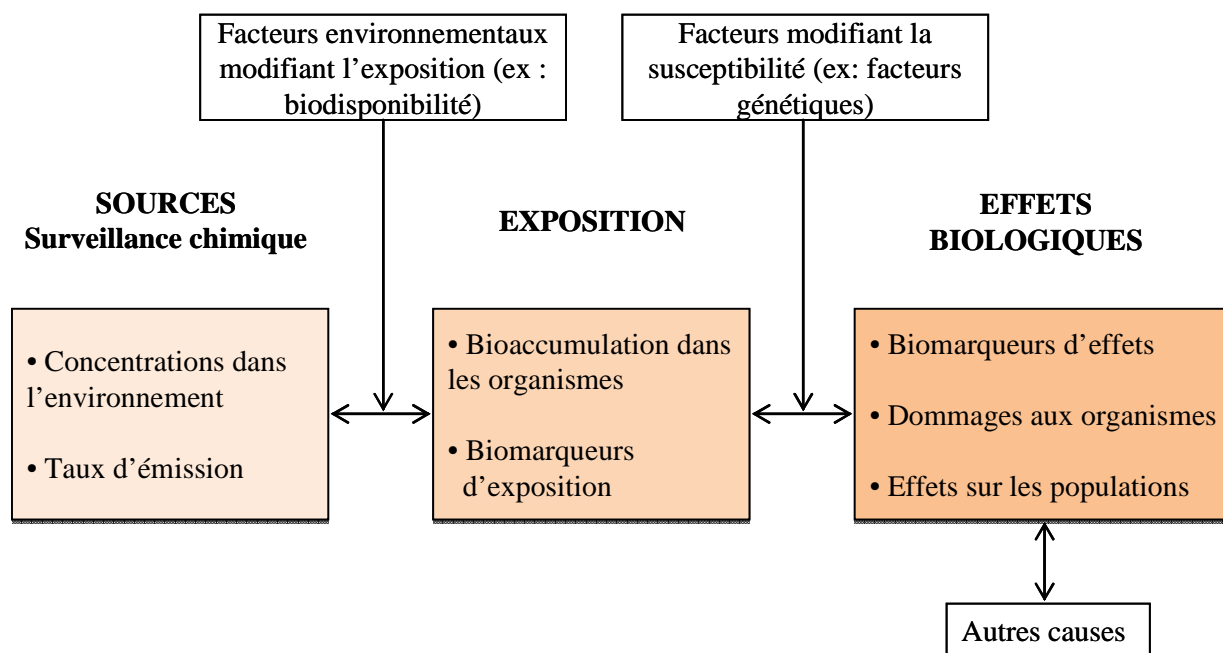 Facteurs environnementaux
modifiant l'exposition (ex :
biodisponibilité)
Facteurs modifiant la
susceptibilité (ex: facteurs
génétiques)
SOURCES
Surveillance chimique
EXPOSITION
EFFETS
BIOLOGIQUES
• Concentrations dans
l'environnement
• Taux d'émission
• Bioaccumulation dans
les organismes
• Biomarqueurs
d'exposition
• Biomarqueurs d'effets
• Dommages aux organismes
• Effets sur les populations
Autres causes